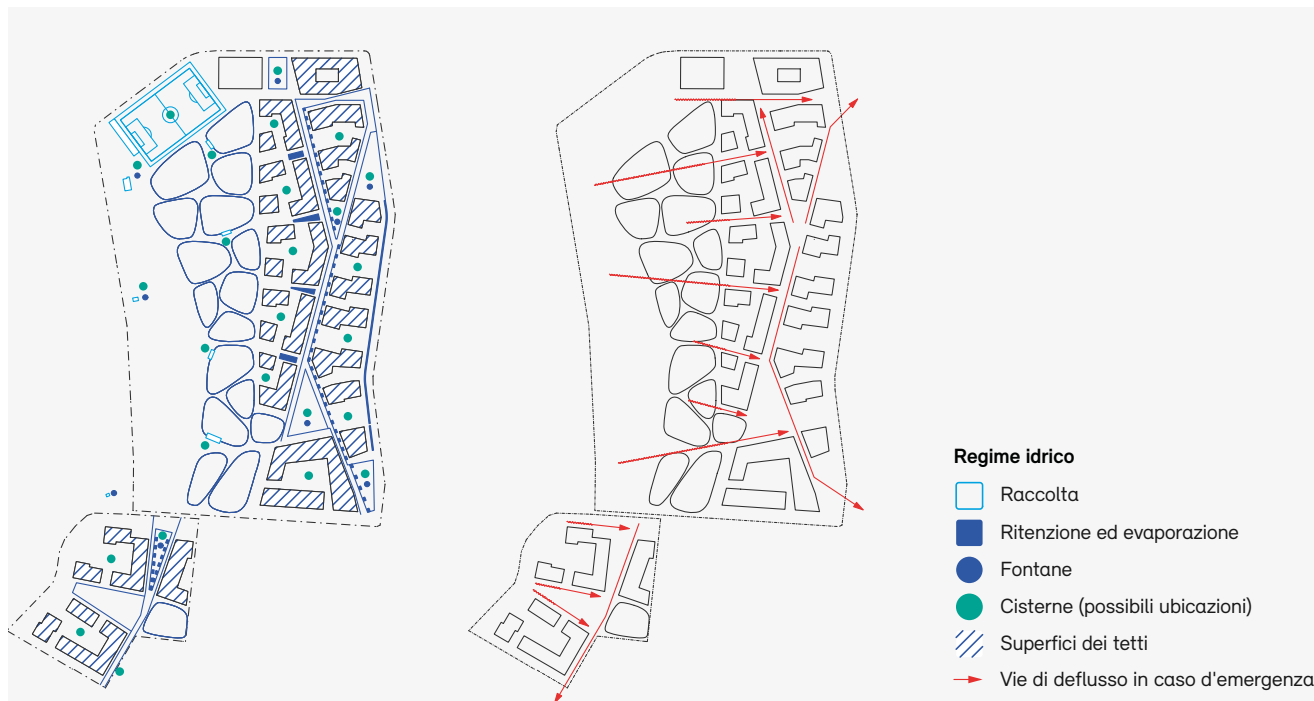 Regime idrico
Raccolta
Ritenzione ed evaporazione
Fontane
Cisterne (possibili ubicazioni)
Superfici dei tetti
Vie di deflusso in caso d'emergenza